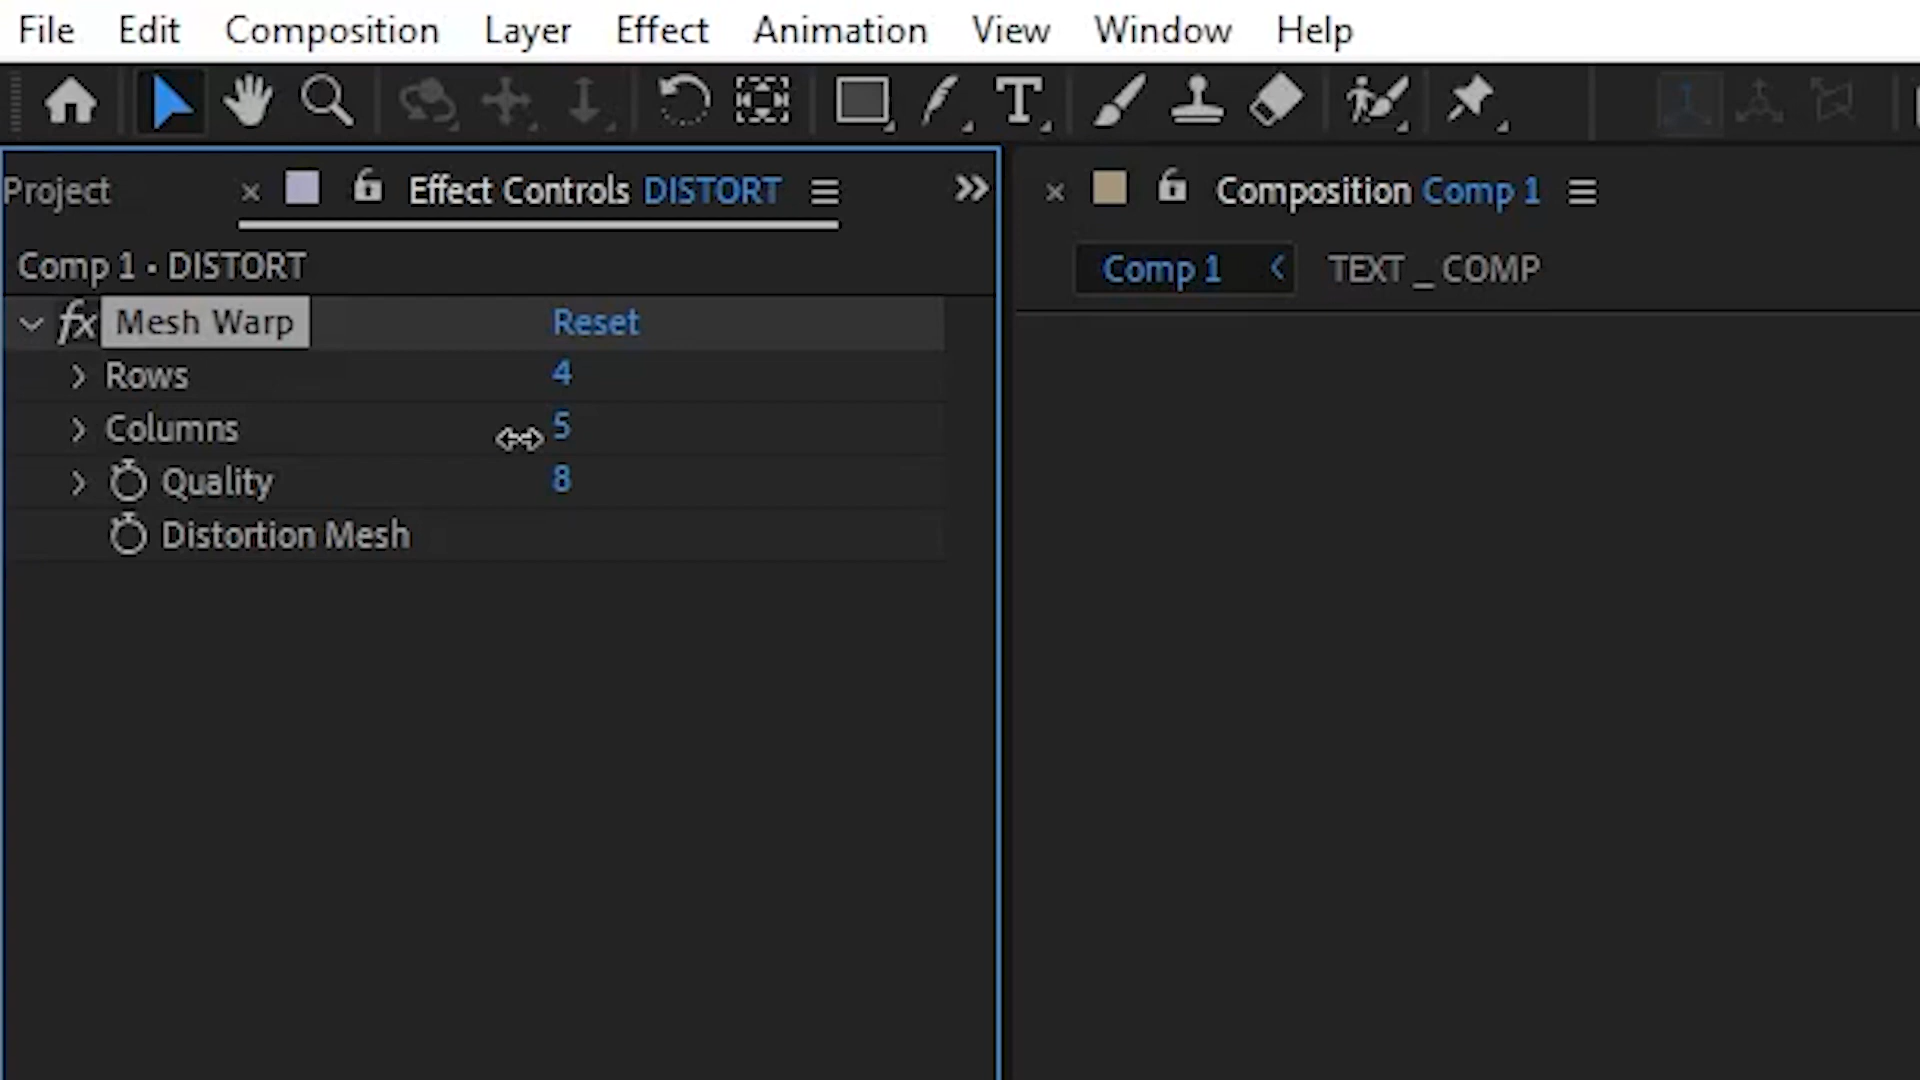 File Edit Composition Layer Effect Animation View Window Help
T
Project × Effect Controls DISTORT
× Composition Comp 1
Comp 1 • DISTORT
Comp 1 TEXT _ COMP
fx Mesh Warp Reset
Rows 4
Columns 5
Quality 8
Distortion Mesh